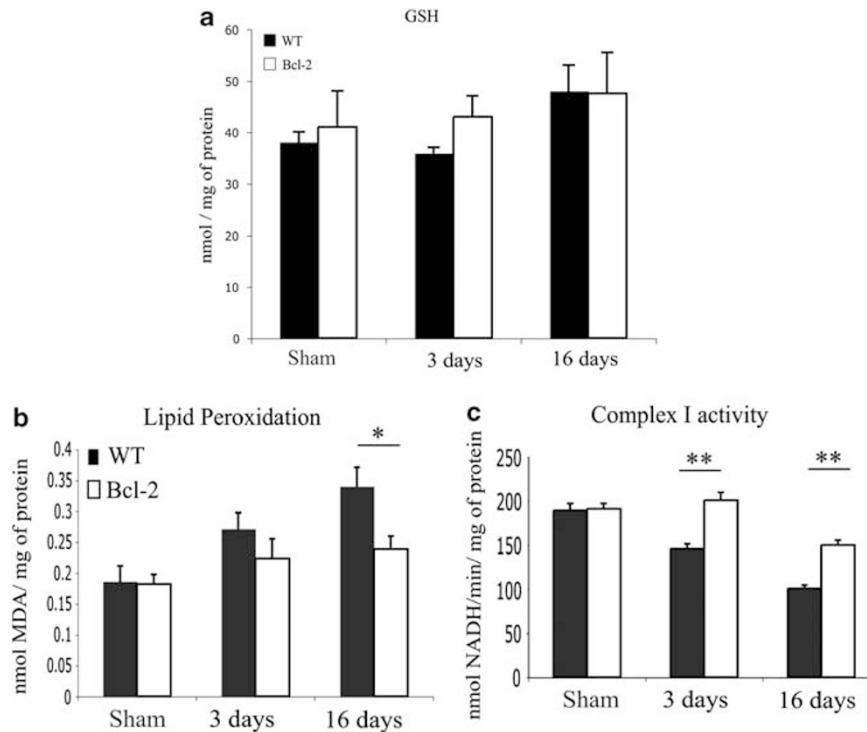 a
GSH
WT
Bcl-2
nmol / mg of protein
60
50
40
30
20
10
0
Sham 3 days 16 days
b
Lipid Peroxidation
WT
Bcl-2
*
nmol MDA/ mg of protein
0.4
0.35
0.3
0.25
0.2
0.15
0.1
0.05
0
Sham 3 days 16 days
c
Complex I activity
** **
nmol NADH/min/ mg of protein
250
200
150
100
50
0
Sham 3 days 16 days